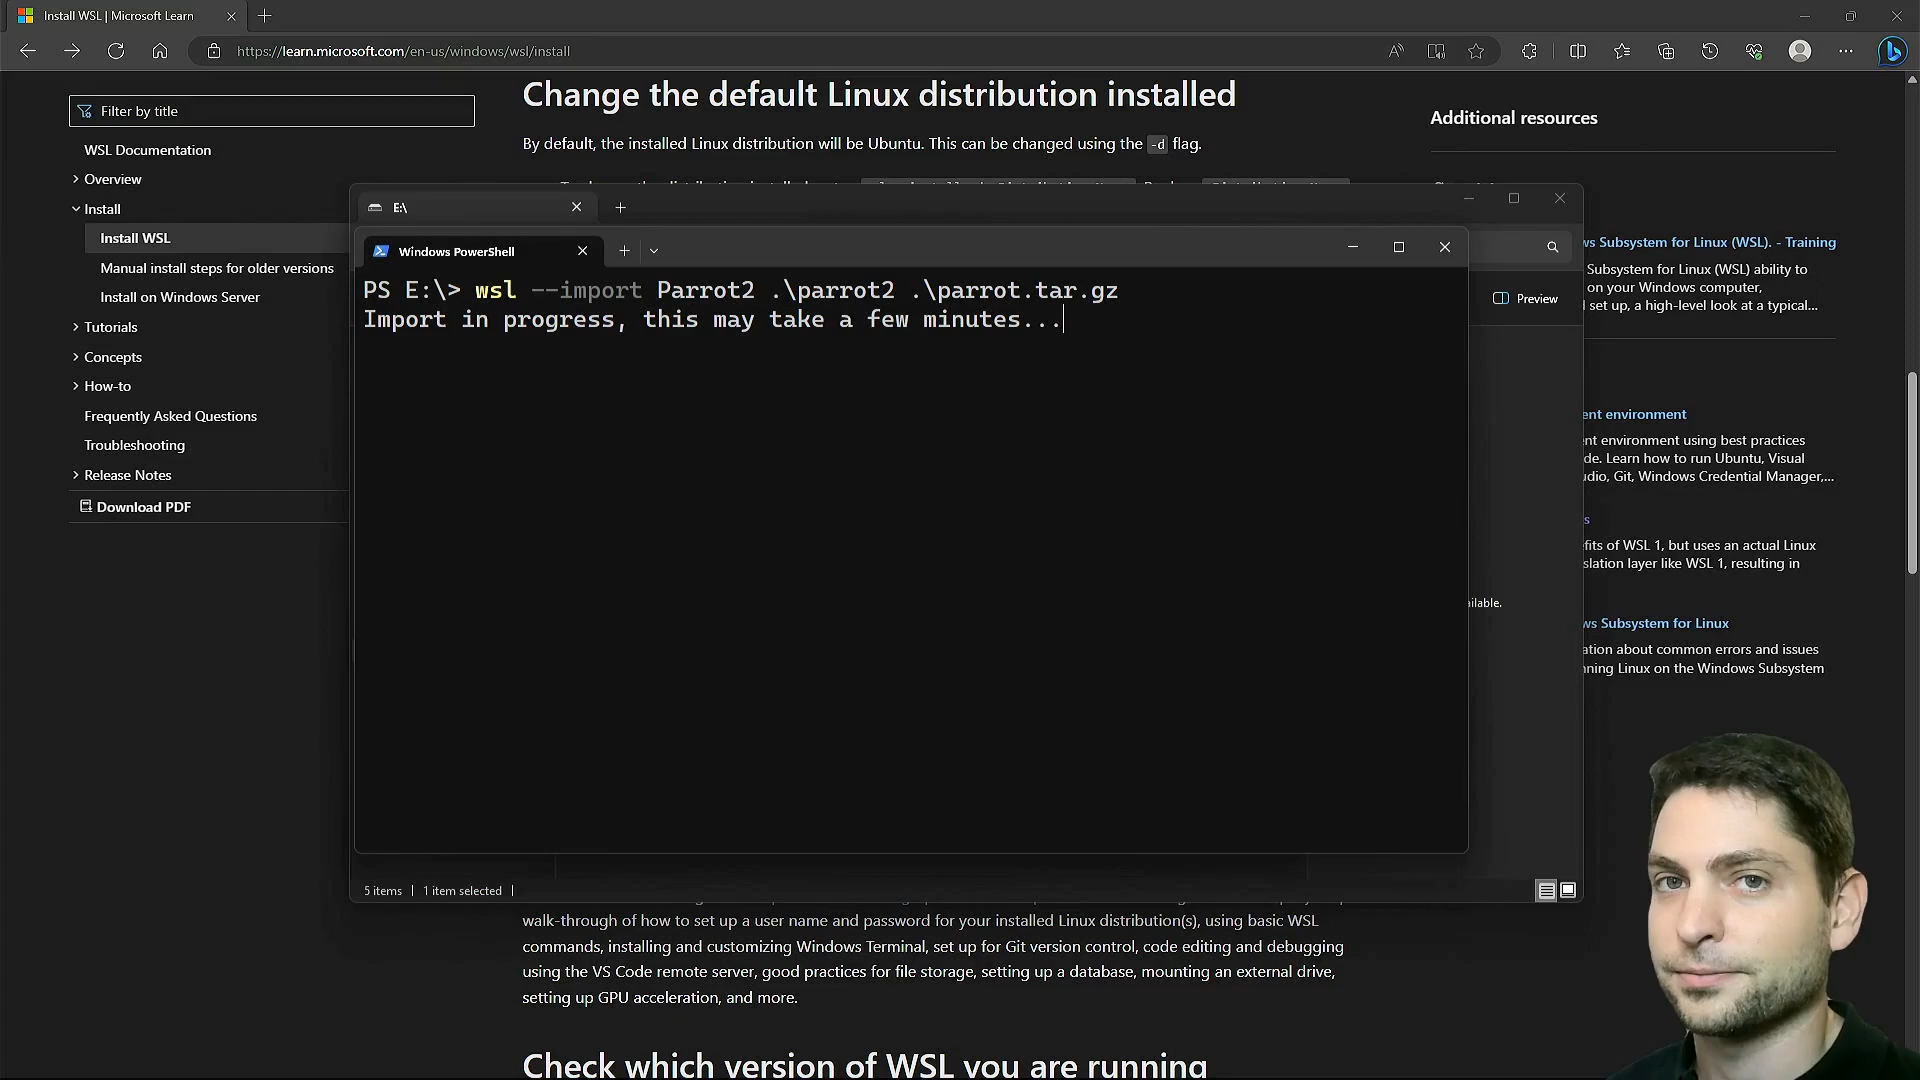 Install WSL | Microsoft Learn
https://learn.microsoft.com/en-us/windows/wsl/install
Filter by title
WSL Documentation
Overview
Install
Install WSL
Manual install steps for older versions
Install on Windows Server
Tutorials
Concepts
How-to
Frequently Asked Questions
Troubleshooting
Release Notes
Download PDF
Change the default Linux distribution installed
By default, the installed Linux distribution will be Ubuntu. This can be changed using the -d flag.
E:\
Windows PowerShell
PS E:\> wsl --import Parrot2 .\parrot2 .\parrot.tar.gz
Import in progress, this may take a few minutes...
Preview
5 items
1 item selected
walk-through of how to set up a user name and password for your installed Linux distribution(s), using basic WSL
commands, installing and customizing Windows Terminal, set up for Git version control, code editing and debugging
using the VS Code remote server, good practices for file storage, setting up a database, mounting an external drive,
setting up GPU acceleration, and more.
Check which version of WSL you are running
Additional resources
Subsystem for Linux (WSL). - Training
Subsystem for Linux (WSL) ability to
on your Windows computer,
set up, a high-level look at a typical...
environment
environment using best practices
Learn how to run Ubuntu, Visual
Git, Windows Credential Manager,...
of WSL 1, but uses an actual Linux
layer like WSL 1, resulting in
Subsystem for Linux
about common errors and issues
Linux on the Windows Subsystem